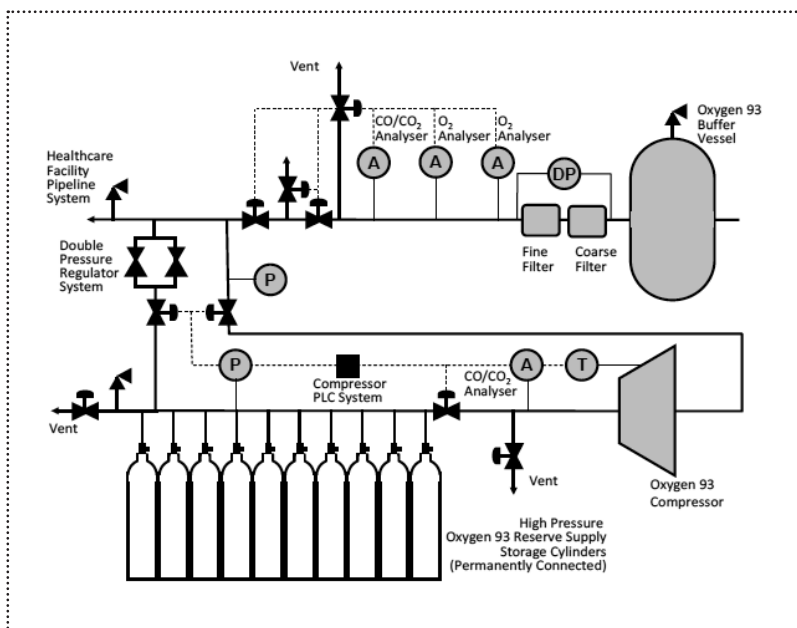 Vent
CO/CO₂
Analyser
O₂
Analyser
O₂
Analyser
Oxygen 93
Buffer
Vessel
A
A
A
DP
Healthcare
Facility
Pipeline
System
Fine
Filter
Coarse
Filter
Double
Pressure
Regulator
System
P
P
Compressor
PLC System
CO/CO₂
Analyser
A
T
Vent
Vent
Oxygen 93
Compressor
High Pressure
Oxygen 93 Reserve Supply
Storage Cylinders
(Permanently Connected)